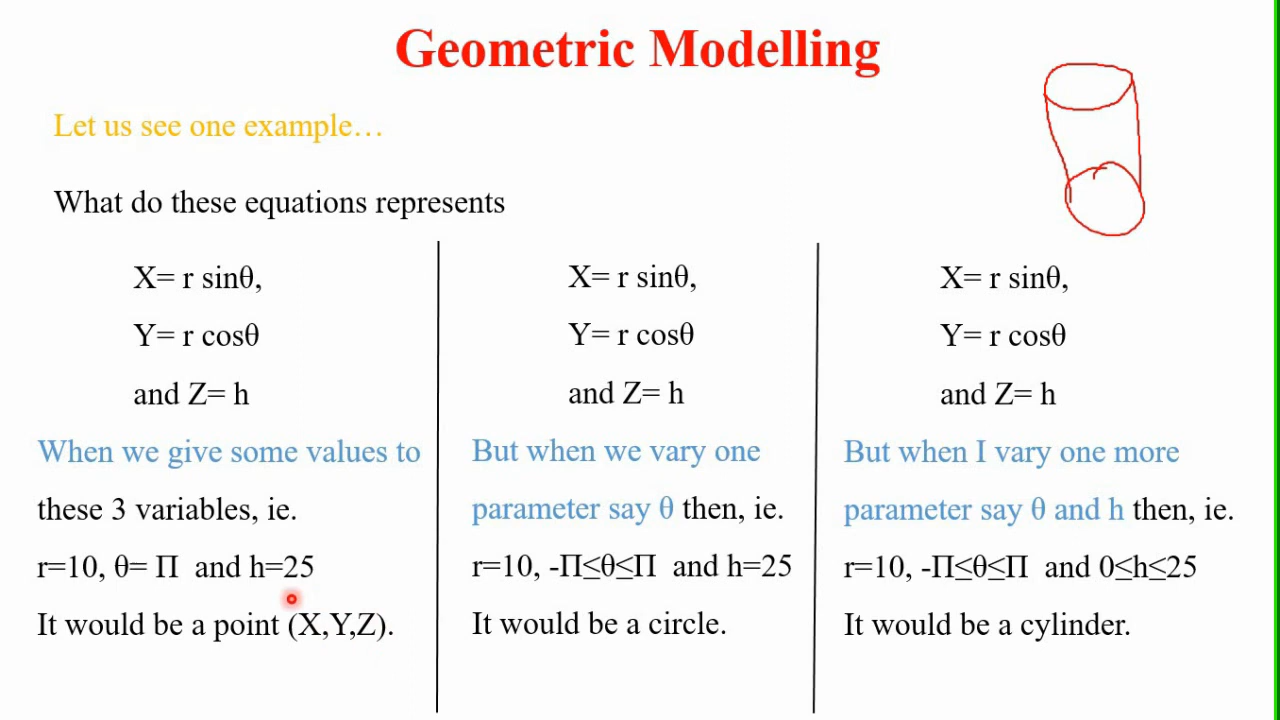 Geometric Modelling
Let us see one example…
What do these equations represents
X= r sinθ,
Y= r cosθ
and Z= h
When we give some values to
these 3 variables, ie.
r=10, θ= Π and h=25
It would be a point (X,Y,Z).
X= r sinθ,
Y= r cosθ
and Z= h
But when we vary one
parameter say θ then, ie.
r=10, -Π≤θ≤Π and h=25
It would be a circle.
X= r sinθ,
Y= r cosθ
and Z= h
But when I vary one more
parameter say θ and h then, ie.
r=10, -Π≤θ≤Π and 0≤h≤25
It would be a cylinder.